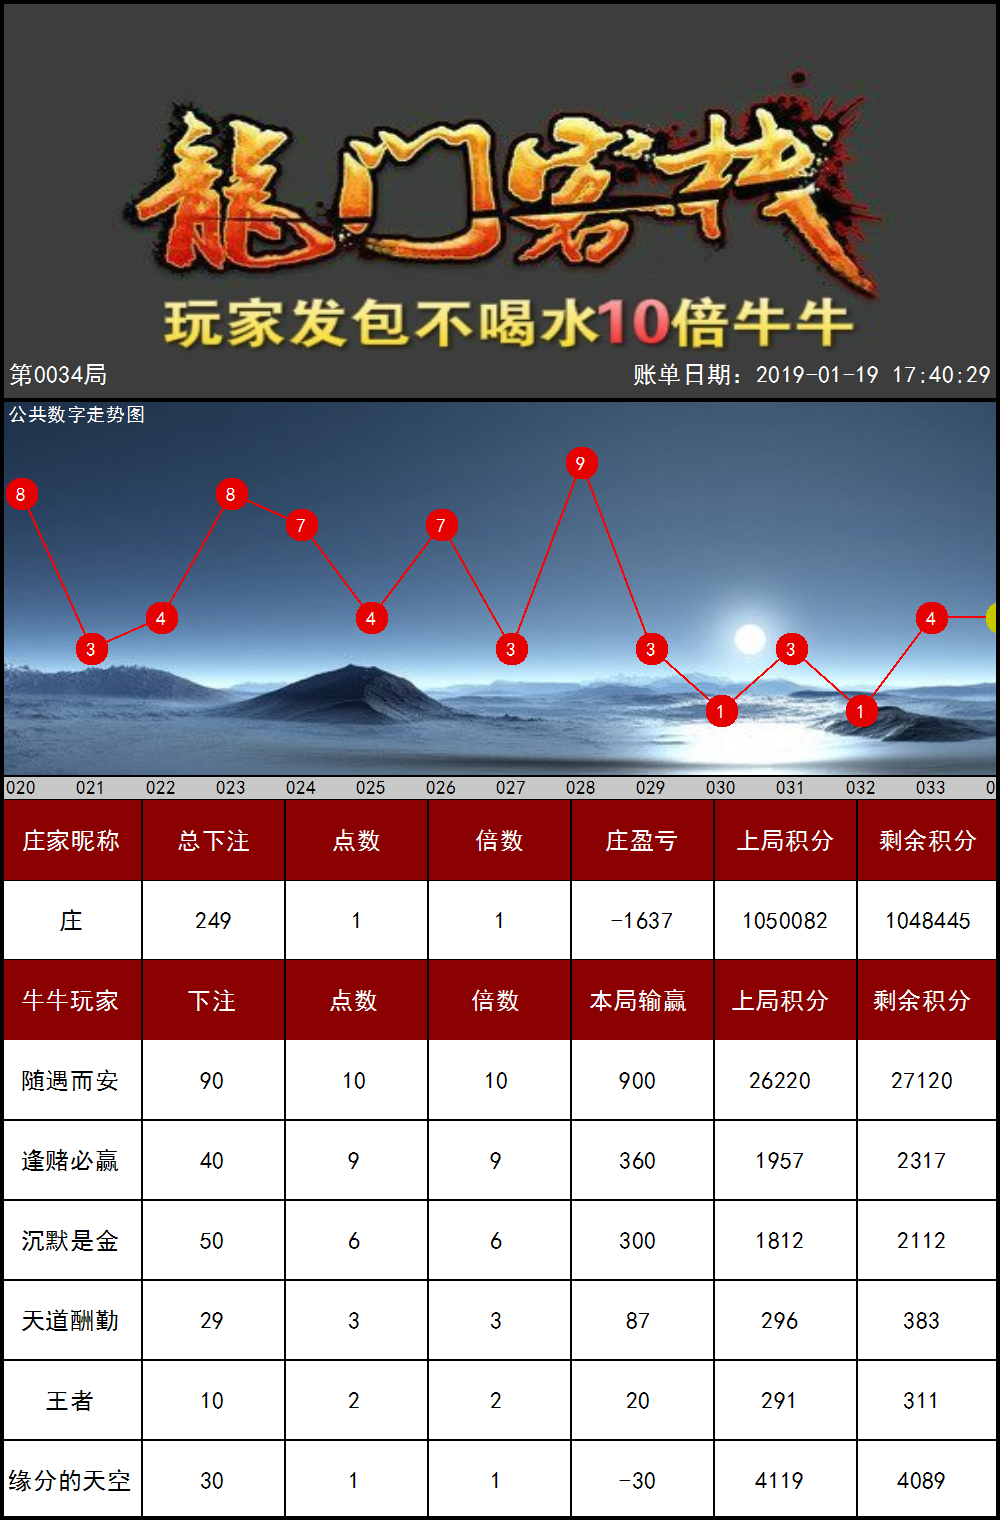 龍门客栈
玩家发包不喝水10倍牛牛
第0034局 账单日期：2019-01-19 17:40:29
公共数字走势图
9
8 8
7 7
4 4 4
3 3 3 3
1 1
020 021 022 023 024 025 026 027 028 029 030 031 032 033 0
庄家昵称 总下注 点数 倍数 庄盈亏 上局积分 剩余积分
庄 249 1 1 -1637 1050082 1048445
牛牛玩家 下注 点数 倍数 本局输赢 上局积分 剩余积分
随遇而安 90 10 10 900 26220 27120
逢赌必赢 40 9 9 360 1957 2317
沉默是金 50 6 6 300 1812 2112
天道酬勤 29 3 3 87 296 383
王者 10 2 2 20 291 311
缘分的天空 30 1 1 -30 4119 4089